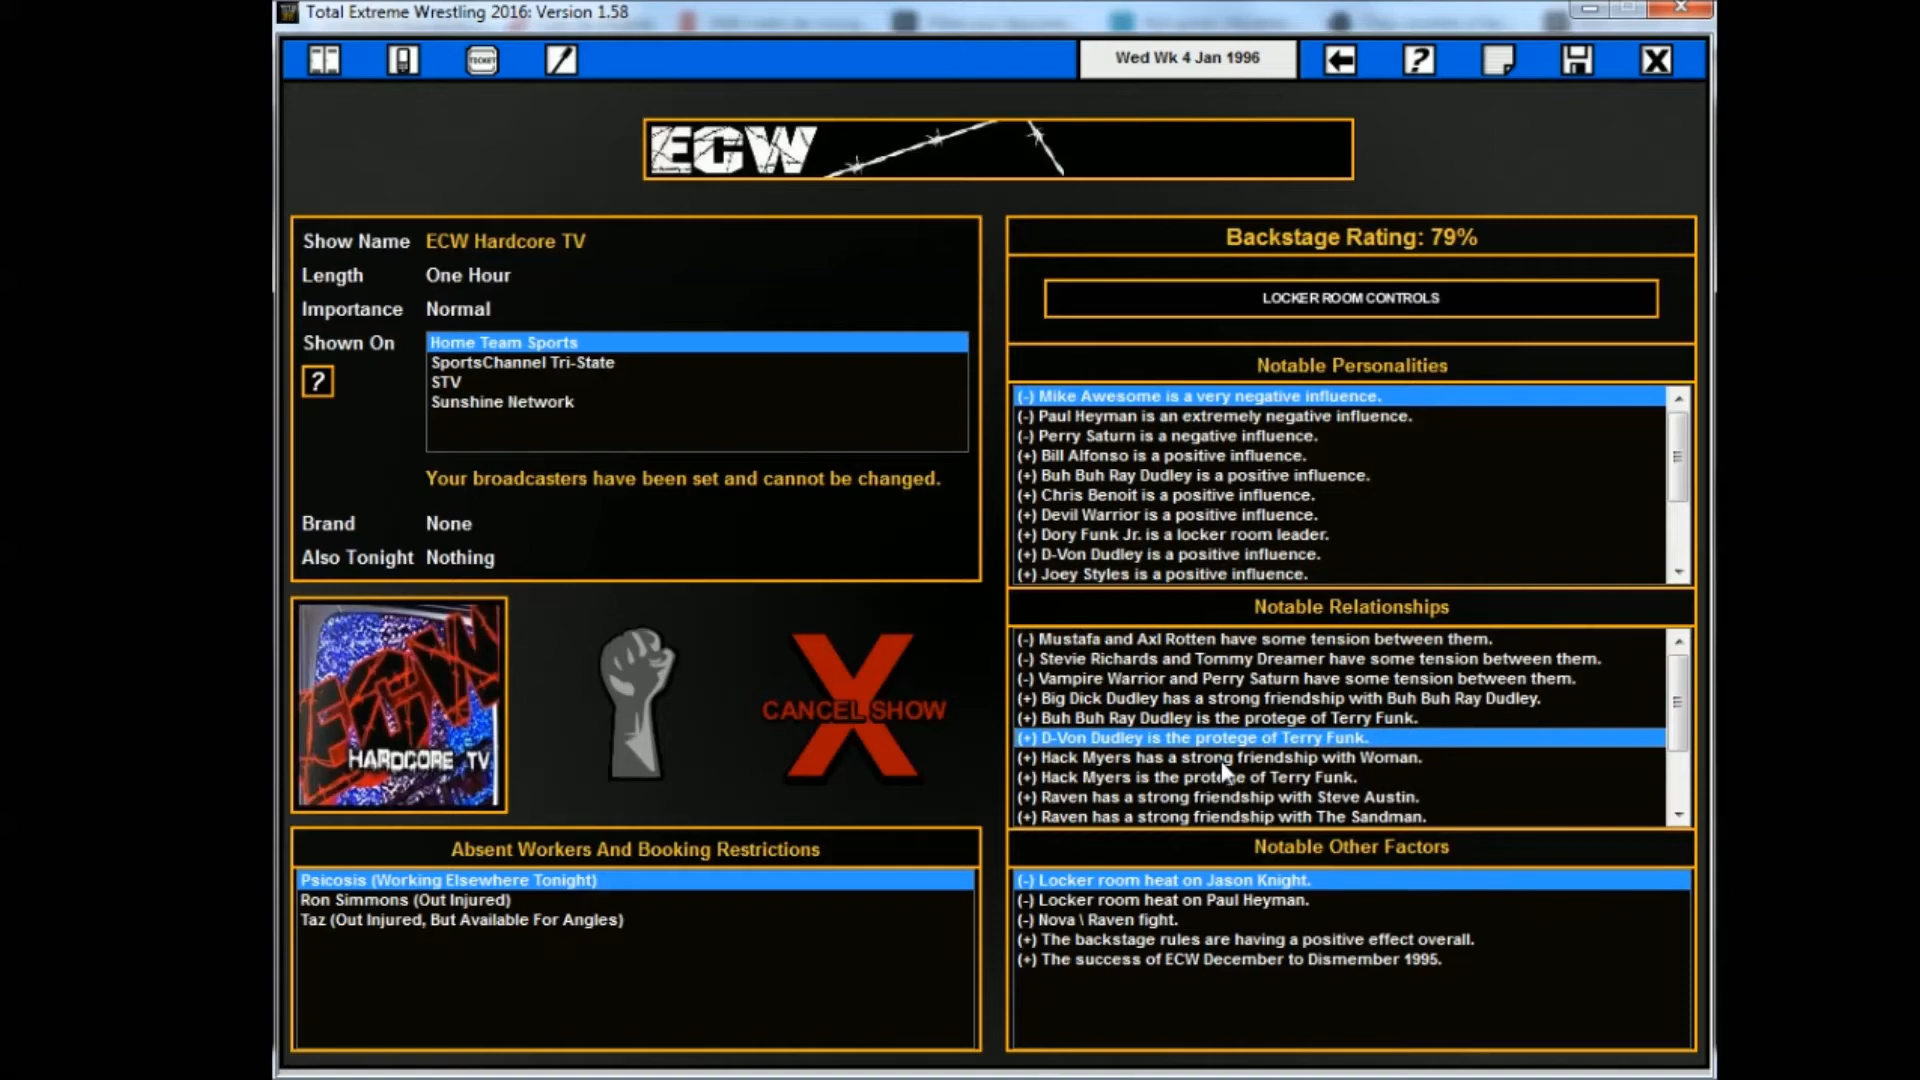 Total Extreme Wrestling 2016: Version 1.58
TICKET
Wed Wk 4 Jan 1996
ECW
Show Name ECW Hardcore TV
Length One Hour
Importance Normal
Shown On Home Team Sports
SportsChannel Tri-State
STV
Sunshine Network
?
Your broadcasters have been set and cannot be changed.
Brand None
Also Tonight Nothing
ECW
HARDCORE TV
CANCEL SHOW
Absent Workers And Booking Restrictions
Psicosis (Working Elsewhere Tonight)
Ron Simmons (Out Injured)
Taz (Out Injured, But Available For Angles)
Backstage Rating: 79%
LOCKER ROOM CONTROLS
Notable Personalities
(-) Mike Awesome is a very negative influence.
(-) Paul Heyman is an extremely negative influence.
(-) Perry Saturn is a negative influence.
(+) Bill Alfonso is a positive influence.
(+) Buh Buh Ray Dudley is a positive influence.
(+) Chris Benoit is a positive influence.
(+) Devil Warrior is a positive influence.
(+) Dory Funk Jr. is a locker room leader.
(+) D-Von Dudley is a positive influence.
(+) Joey Styles is a positive influence.
Notable Relationships
(-) Mustafa and Axl Rotten have some tension between them.
(-) Stevie Richards and Tommy Dreamer have some tension between them.
(-) Vampire Warrior and Perry Saturn have some tension between them.
(+) Big Dick Dudley has a strong friendship with Buh Buh Ray Dudley.
(+) Buh Buh Ray Dudley is the protege of Terry Funk.
(+) D-Von Dudley is the protege of Terry Funk.
(+) Hack Myers has a strong friendship with Woman.
(+) Hack Myers is the protege of Terry Funk.
(+) Raven has a strong friendship with Steve Austin.
(+) Raven has a strong friendship with The Sandman.
Notable Other Factors
(-) Locker room heat on Jason Knight.
(-) Locker room heat on Paul Heyman.
(-) Nova \ Raven fight.
(+) The backstage rules are having a positive effect overall.
(+) The success of ECW December to Dismember 1995.